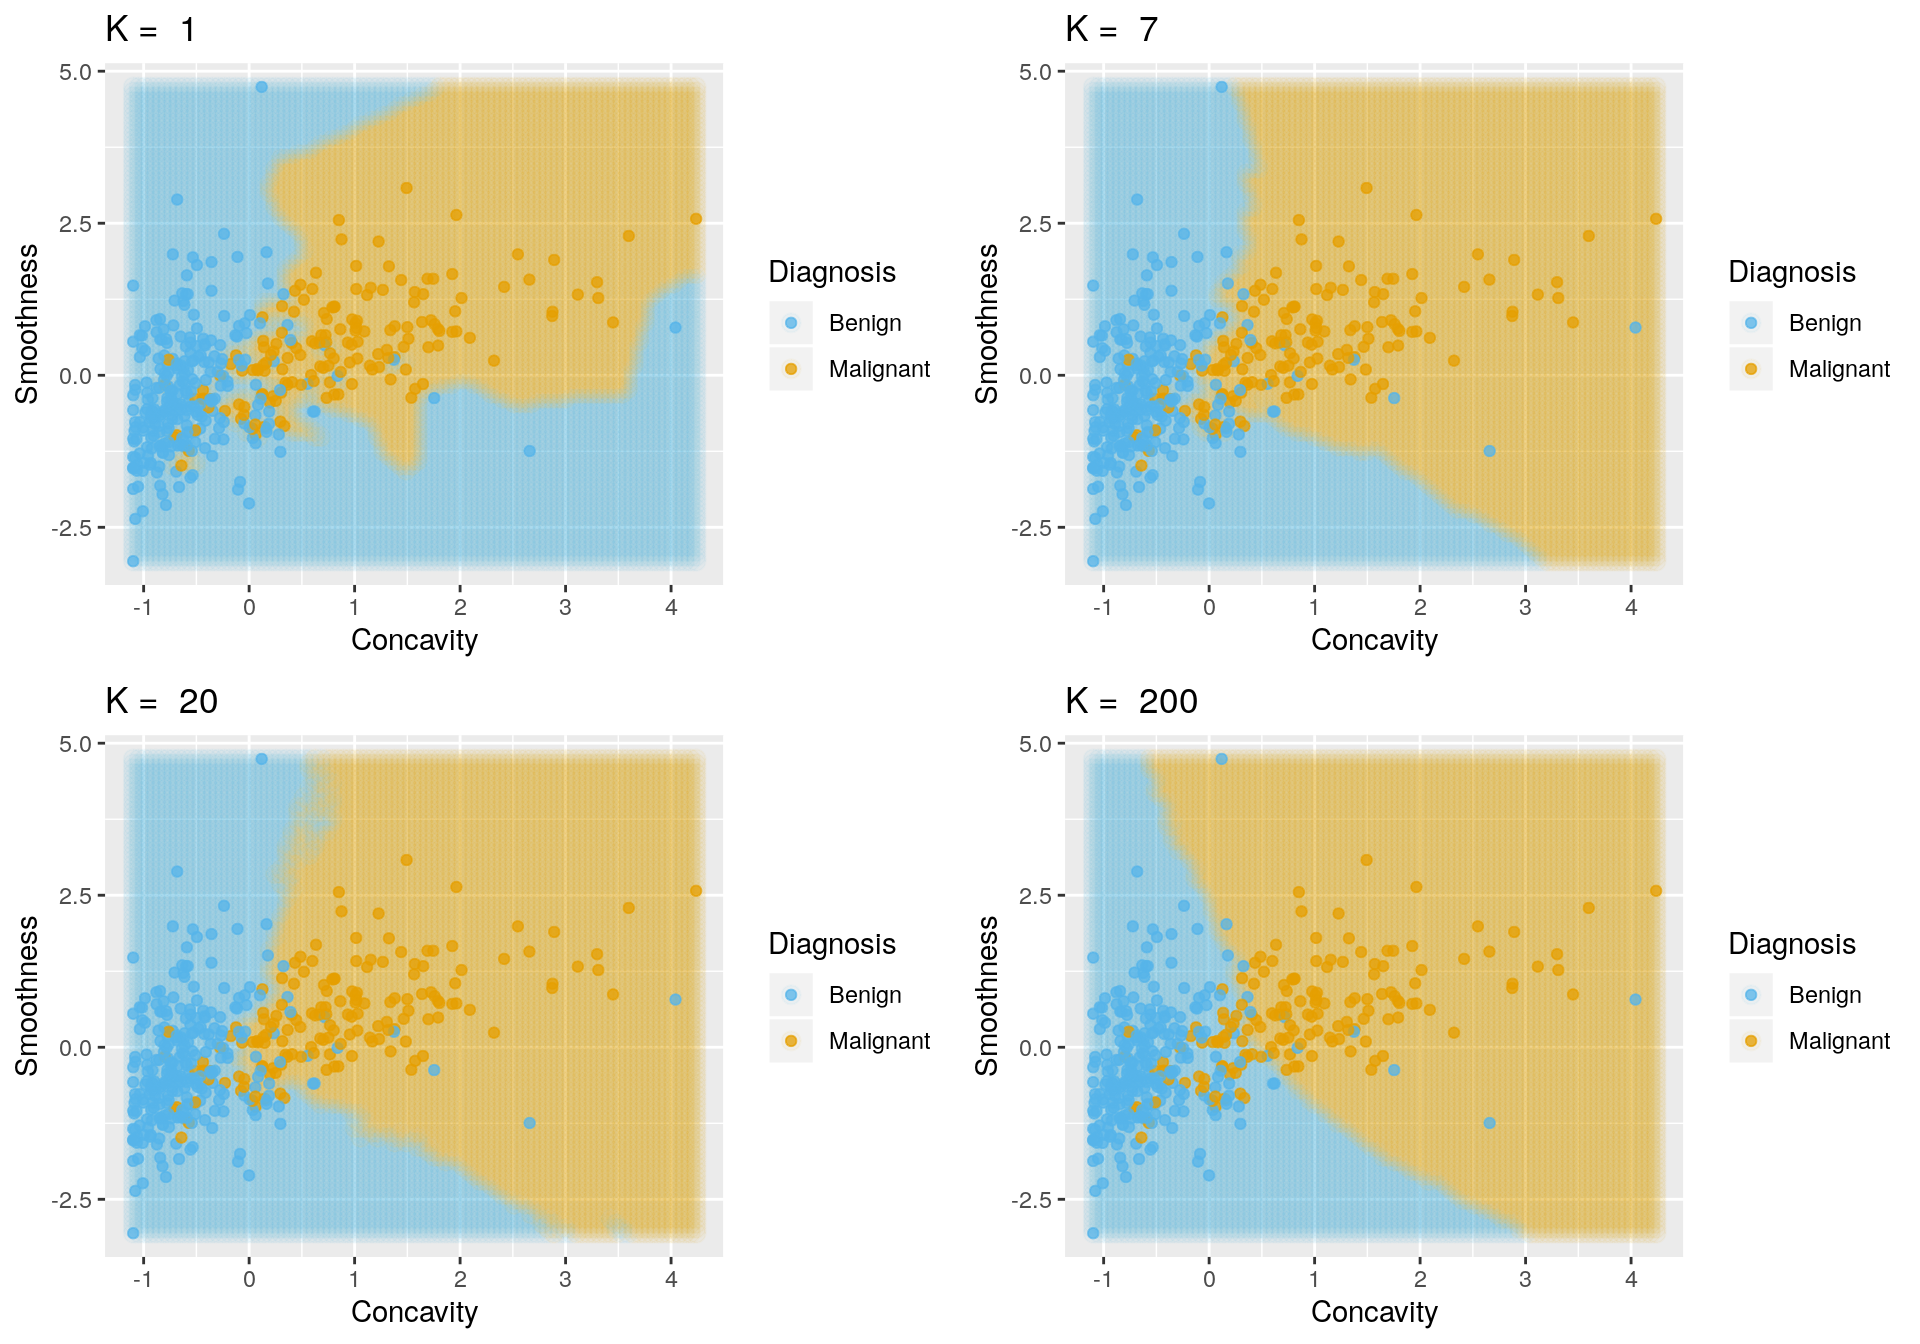 K =  1
5.0
2.5
0.0
-2.5
Smoothness
-1 0 1 2 3 4
Concavity
Diagnosis
Benign
Malignant
K =  7
5.0
2.5
0.0
-2.5
Smoothness
-1 0 1 2 3 4
Concavity
Diagnosis
Benign
Malignant
K =  20
5.0
2.5
0.0
-2.5
Smoothness
-1 0 1 2 3 4
Concavity
Diagnosis
Benign
Malignant
K =  200
5.0
2.5
0.0
-2.5
Smoothness
-1 0 1 2 3 4
Concavity
Diagnosis
Benign
Malignant